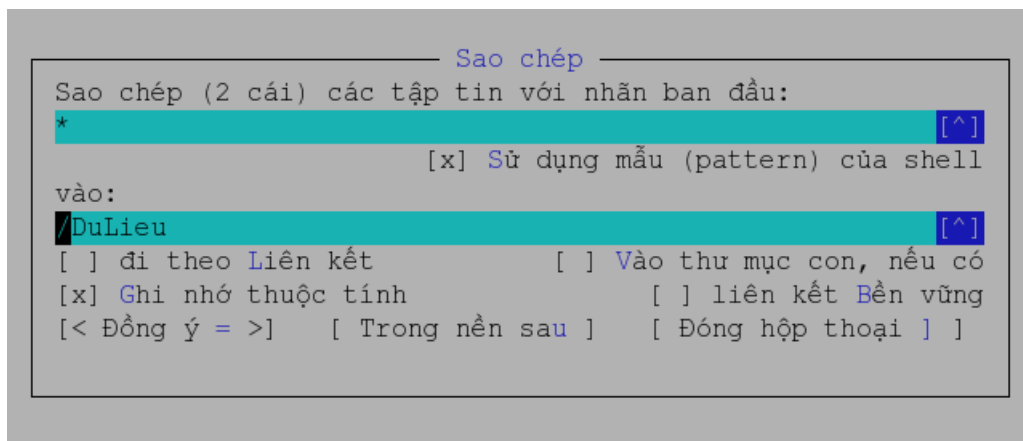 Sao chép
Sao chép (2 cái) các tập tin với nhãn ban đầu:
* [^]
[x] Sử dụng mẫu (pattern) của shell
vào:
/DuLieu [^]
[ ] đi theo Liên kết [ ] Vào thư mục con, nếu có
[x] Ghi nhớ thuộc tính [ ] liên kết Bền vững
[< Đồng ý = >] [ Trong nền sau ] [ Đóng hộp thoại ] ]